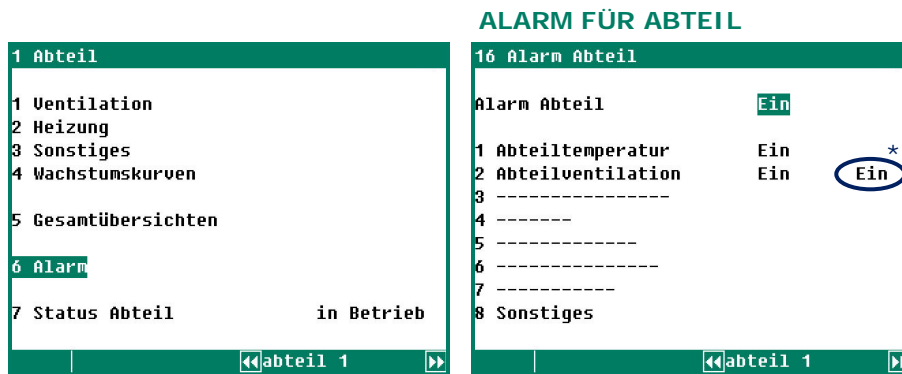 ALARM FÜR ABTEIL
1 Abteil
1 Ventilation
2 Heizung
3 Sonstiges
4 Wachstumskurven
5 Gesamtübersichten
6 Alarm
7 Status Abteil in Betrieb
abteil 1
16 Alarm Abteil
Alarm Abteil Ein
1 Abteiltemperatur Ein *
2 Abteilventilation Ein Ein
3 ----------------
4 -------
5 -------------
6 ---------------
7 -----------
8 Sonstiges
abteil 1